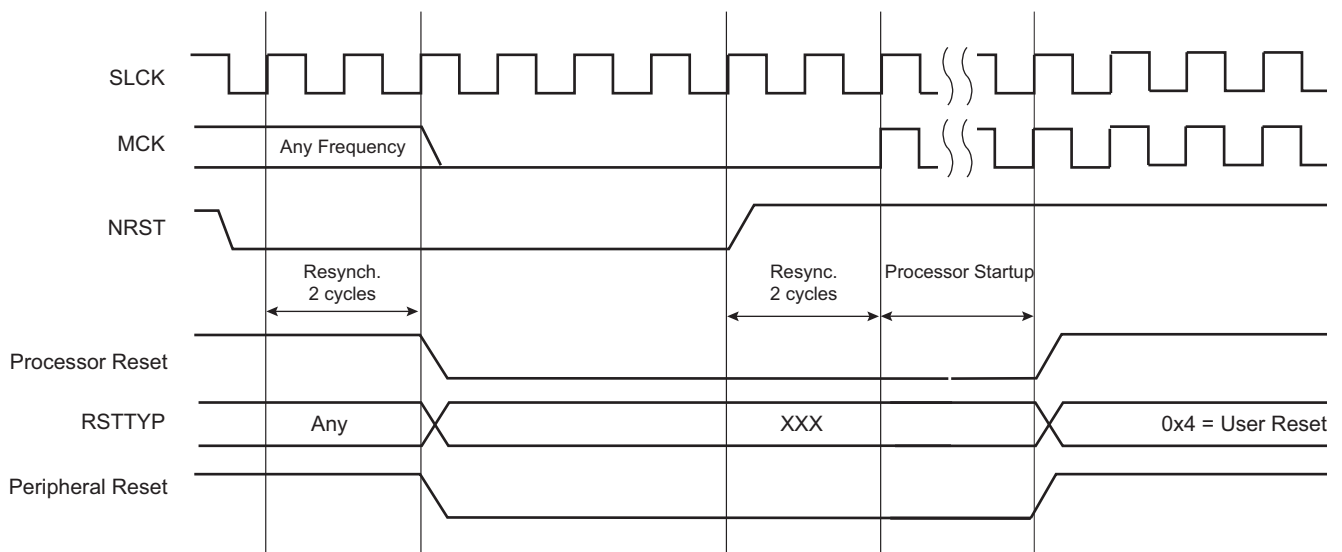 SLCK
MCK
Any Frequency
NRST
Resynch.
2 cycles
Resync.
2 cycles
Processor Startup
Processor Reset
RSTTYP
Any
XXX
0x4 = User Reset
Peripheral Reset